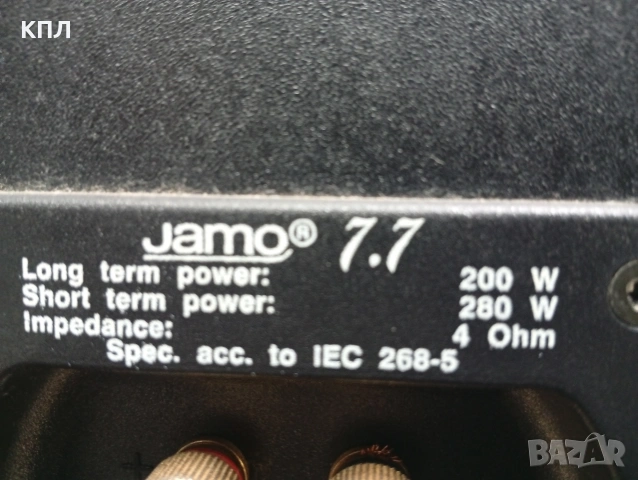 КПЛ
Jamo® 7.7
Long term power: 200 W
Short term power: 280 W
Impedance: 4 Ohm
Spec. acc. to IEC 268-5
BAZAR